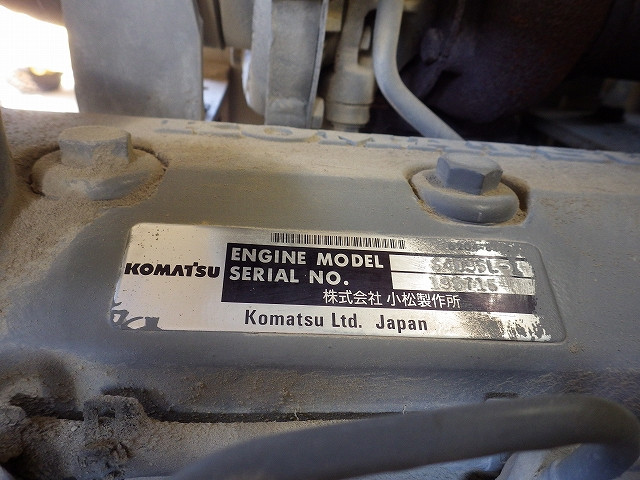 KOMATSU
ENGINE MODEL
SERIAL NO.
株式会社 小松製作所
Komatsu Ltd. Japan